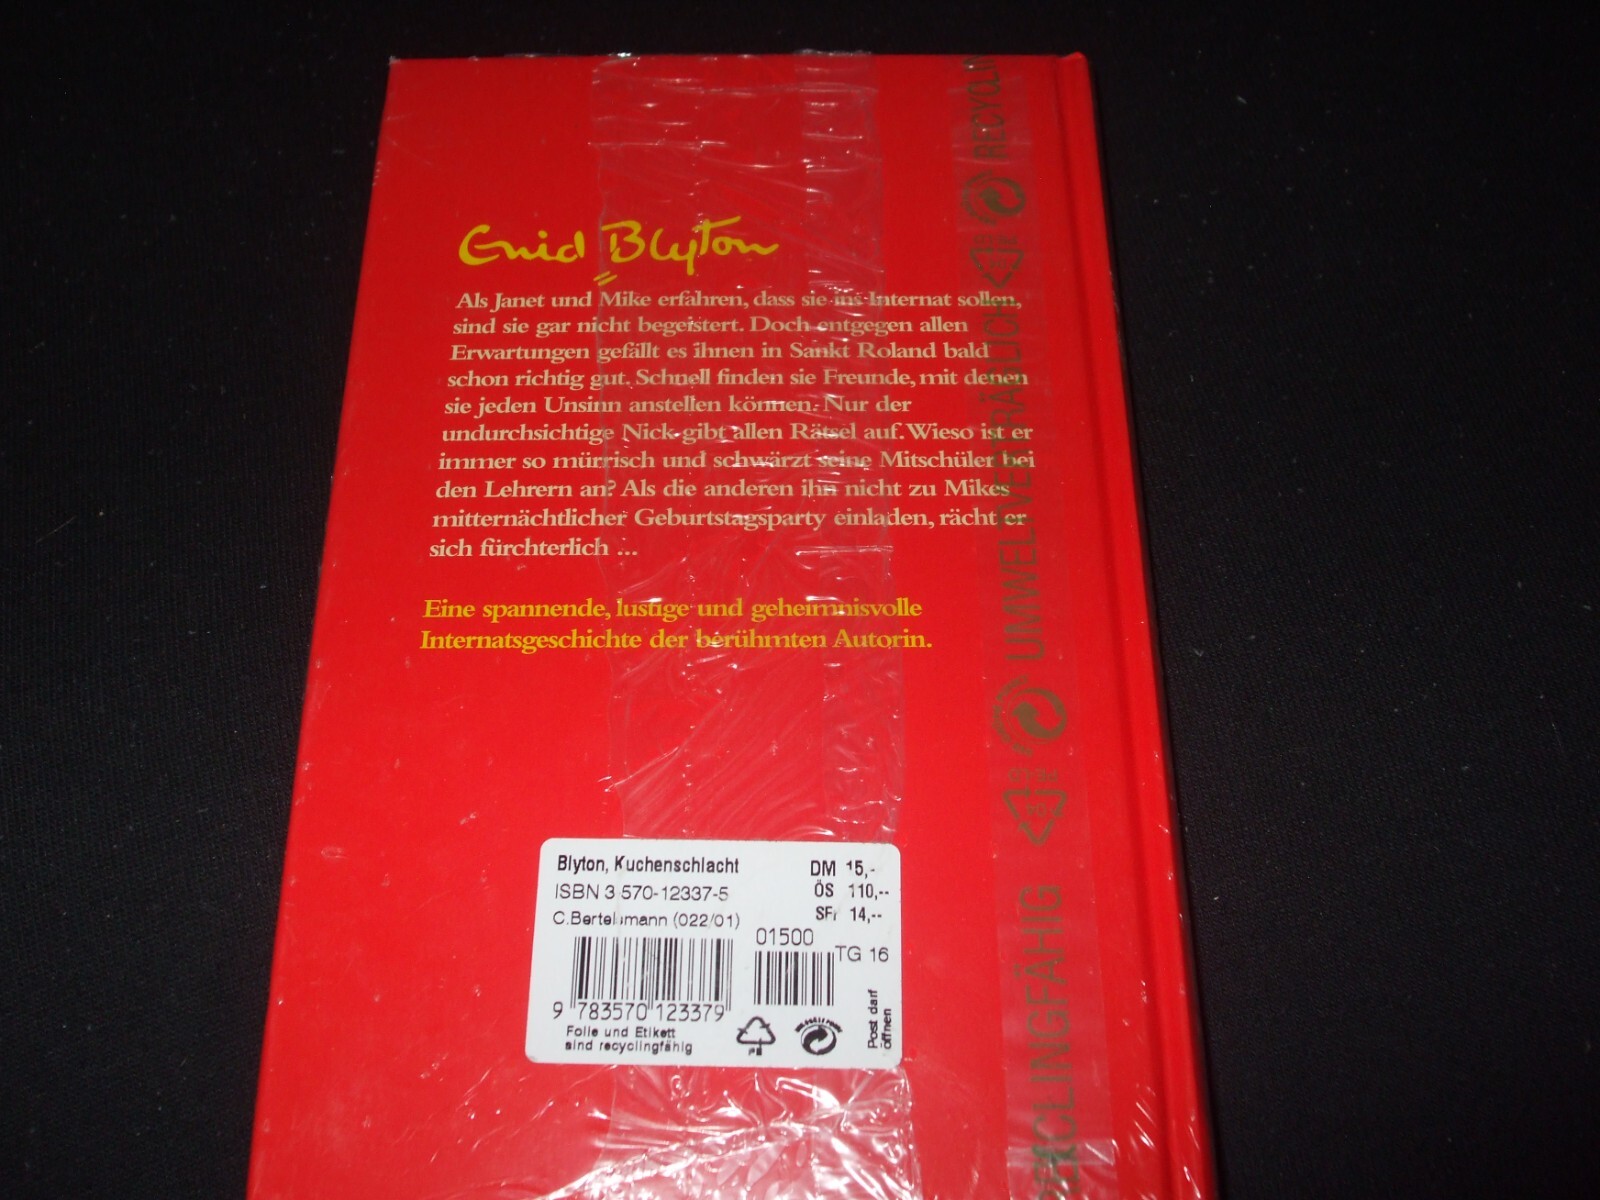 Enid Blyton
Als Janet und Mike erfahren, dass sie ins Internat sollen,
sind sie gar nicht begeistert. Doch entgegen allen
Erwartungen gefällt es ihnen in Sankt Roland bald
schon richtig gut. Schnell finden sie Freunde, mit denen
sie jeden Unsinn anstellen können. Nur der
undurchsichtige Nick gibt allen Rätsel auf. Wieso ist er
immer so mürrisch und schwärzt seine Mitschüler bei
den Lehrern an? Als die anderen ihn nicht zu Mikes
mitternächtlicher Geburtstagsparty einladen, rächt er
sich fürchterlich ...
Eine spannende, lustige und geheimnisvolle
Internatsgeschichte der berühmten Autorin.
Blyton, Kuchenschlacht
DM 15,-
ISBN 3-570-12337-5
ÖS 110,--
C.Bertelsmann (022/01)
SFr 14,--
01500
TG 16
9 783570 123379
Folie und Etikett
sind recyclingfähig
PE
Post darf
öffnen
RECYCLINGFÄHIG
UMWELTVERTRÄGLICH
RECYCLIN